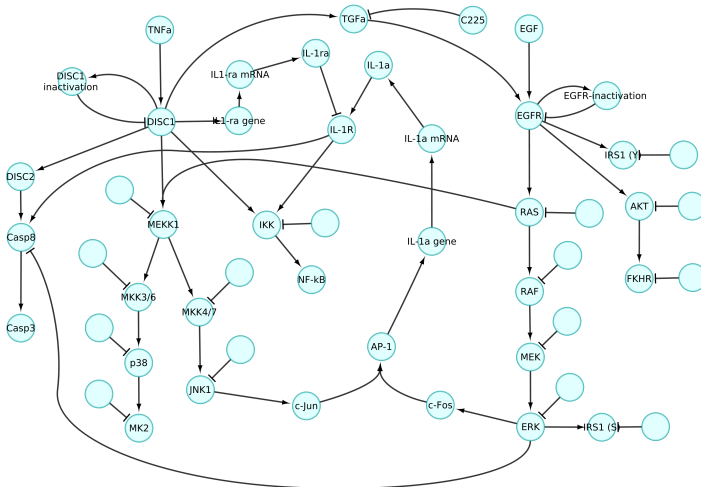 TGFa
C225
TNFa
EGF
IL-1ra
IL-1a
DISC1
inactivation
IL1-ra mRNA
EGFR-inactivation
DISC1
IL1-ra gene
IL-1R
IL-1a mRNA
EGFR
IRS1 (Y)
DISC2
AKT
RAS
MEKK1
IKK
Casp8
IL-1a gene
NF-kB
FKHR
MKK3/6
RAF
MKK4/7
Casp3
AP-1
MEK
p38
JNK1
c-Jun
c-Fos
MK2
ERK
IRS1 (S)